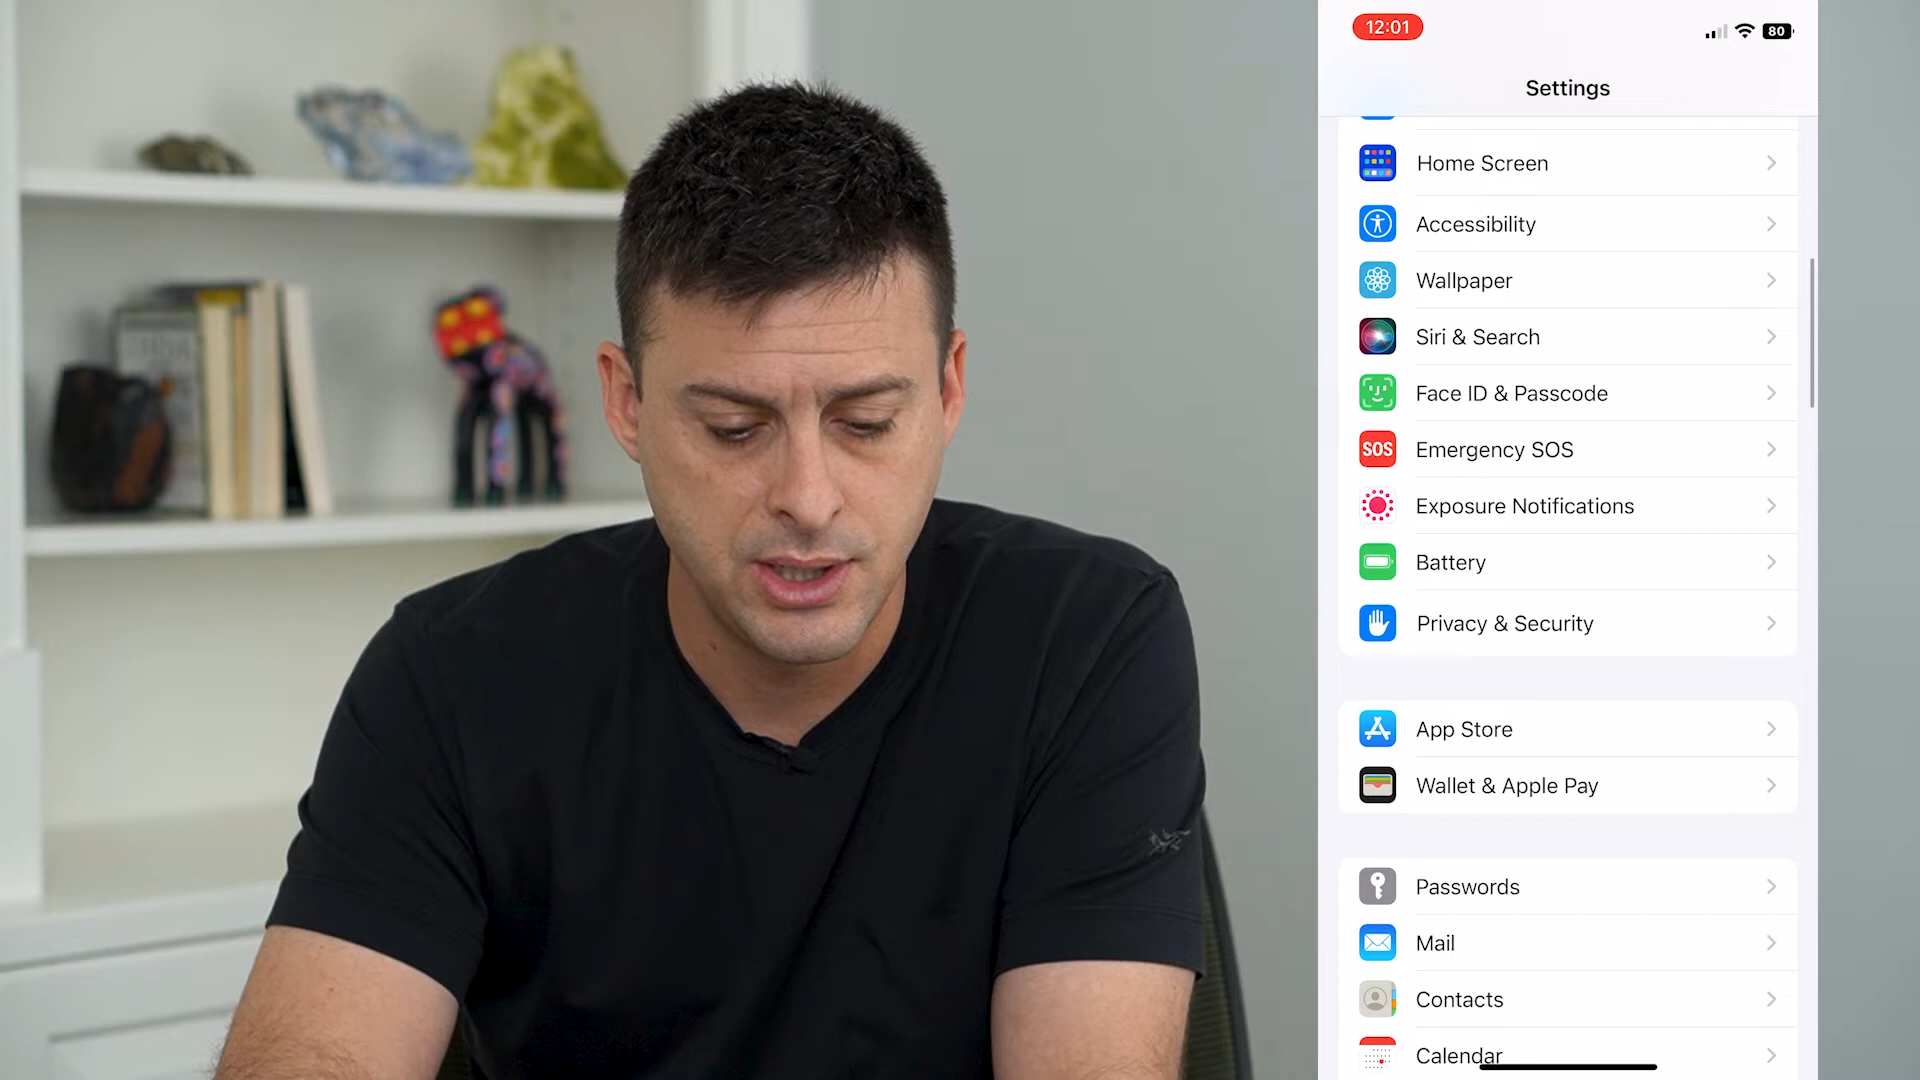 12:01
80
Settings
Home Screen
Accessibility
Wallpaper
Siri & Search
Face ID & Passcode
SOS
Emergency SOS
Exposure Notifications
Battery
Privacy & Security
App Store
Wallet & Apple Pay
Passwords
Mail
Contacts
Calendar